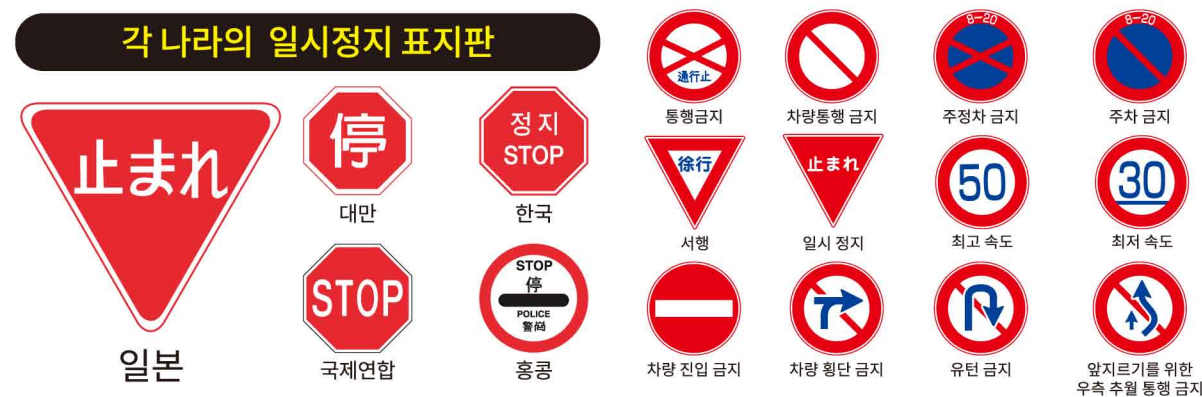 각 나라의 일시정지 표지판
止まれ
일본
停
대만
정지
STOP
한국
STOP
국제연합
STOP
停
POLICE
홍콩
通行止
통행금지
차량통행 금지
8-20
주정차 금지
8-20
주차 금지
徐行
서행
止まれ
일시 정지
50
최고 속도
30
최저 속도
차량 진입 금지
차량 횡단 금지
유턴 금지
앞지르기를 위한
우측 추월 통행 금지